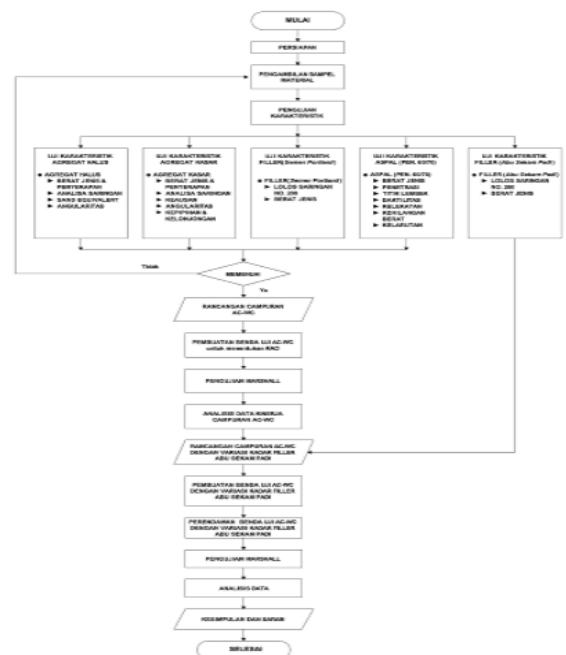 MULAI
PERSIAPAN
PENGAMBILAN SAMPEL
MATERIAL
PENGUJIAN
KARAKTERISTIK
UJI KARAKTERISTIK
AGREGAT HALUS
AGREGAT HALUS
BERAT JENIS &
PENYERAPAN
ANALISA SARINGAN
SAND EQUIVALENT
ANGULARITAS
UJI KARAKTERISTIK
AGREGAT KASAR
AGREGAT KASAR
BERAT JENIS &
PENYERAPAN
ANALISA SARINGAN
KEAUSAN
ANGULARITAS
KEPIPIHAN &
KELONJONGAN
UJI KARAKTERISTIK
FILLER (Semen Portland)
FILLER (Semen Portland)
LOLOS SARINGAN
NO. 200
BERAT JENIS
UJI KARAKTERISTIK
ASPAL (PEN. 60/70)
ASPAL (PEN. 60/70)
BERAT JENIS
PENETRASI
TITIK LEMBEK
DAKTILITAS
KELEKATAN
KEHILANGAN
BERAT
KELARUTAN
UJI KARAKTERISTIK
FILLER (Abu Sekam Padi)
FILLER (Abu Sekam Padi)
LOLOS SARINGAN
NO. 200
BERAT JENIS
Tidak
MEMENUHI
Ya
RANCANGAN CAMPURAN
AC-WC
PEMBUATAN BENDA UJI AC-WC
untuk menentukan KAO
PENGUJIAN MARSHALL
ANALISIS DATA KINERJA
CAMPURAN AC-WC
RANCANGAN CAMPURAN AC-WC
DENGAN VARIASI KADAR FILLER
ABU SEKAM PADI
PEMBUATAN BENDA UJI AC-WC
DENGAN VARIASI KADAR FILLER
ABU SEKAM PADI
PERENDAMAN BENDA UJI AC-WC
DENGAN VARIASI KADAR FILLER
ABU SEKAM PADI
PENGUJIAN MARSHALL
ANALISIS DATA
KESIMPULAN DAN SARAN
SELESAI